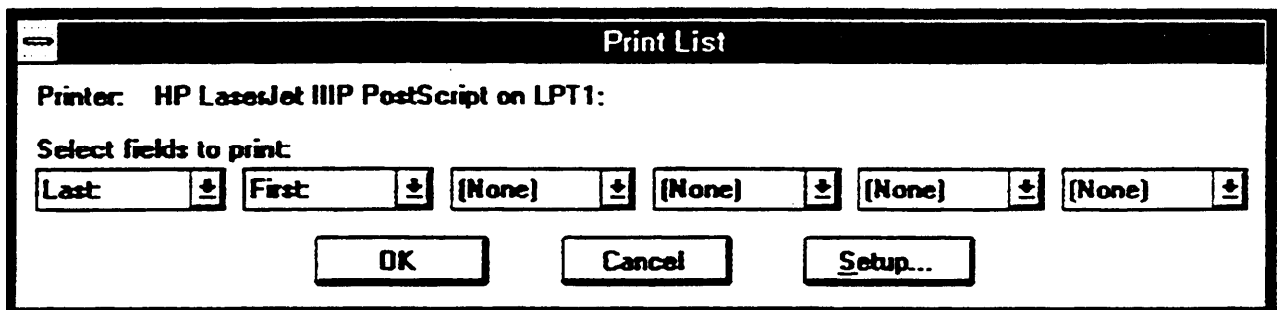 Print List
Printer: HP LaserJet IIIP PostScript on LPT1:
Select fields to print:
Last: First: (None) (None) (None) (None)
OK Cancel Setup...